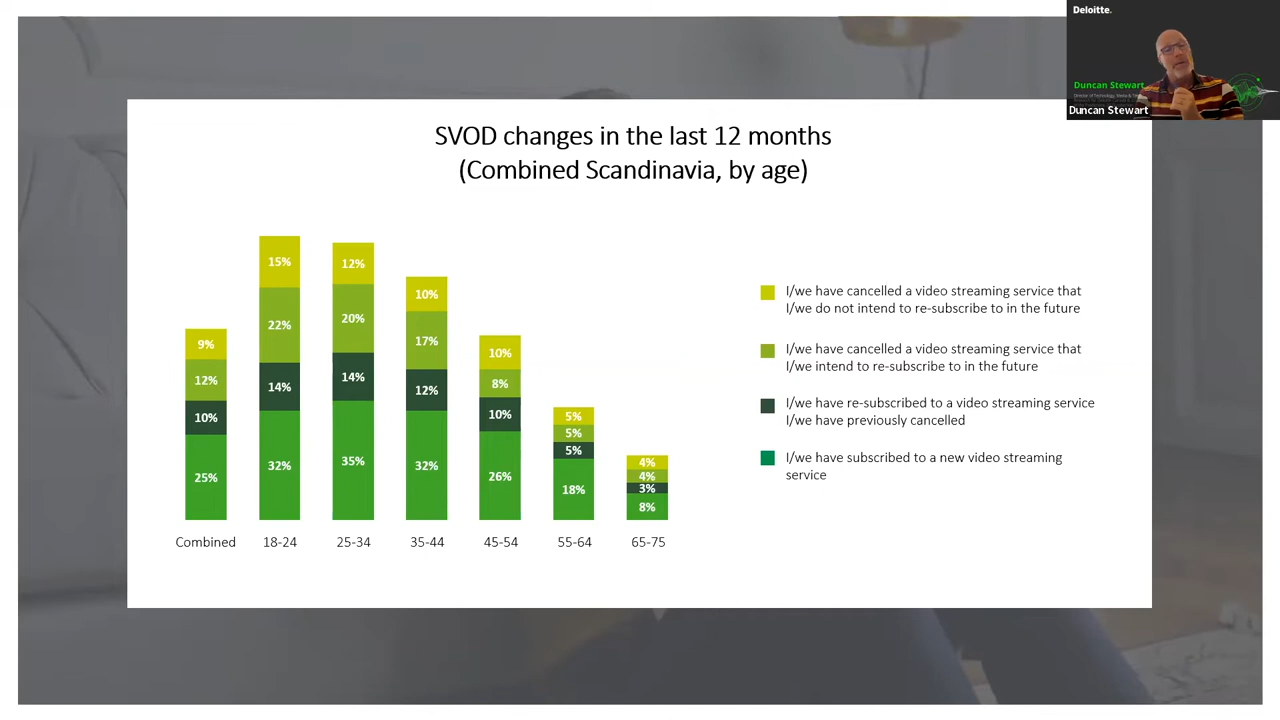 Deloitte.
Duncan Stewart
Duncan Stewart
SVOD changes in the last 12 months
(Combined Scandinavia, by age)
9%
12%
10%
25%
15%
22%
14%
32%
12%
20%
14%
35%
10%
17%
12%
32%
10%
8%
10%
26%
5%
5%
5%
18%
4%
4%
3%
8%
Combined
18-24
25-34
35-44
45-54
55-64
65-75
I/we have cancelled a video streaming service that
I/we do not intend to re-subscribe to in the future
I/we have cancelled a video streaming service that
I/we intend to re-subscribe to in the future
I/we have re-subscribed to a video streaming service
I/we have previously cancelled
I/we have subscribed to a new video streaming
service